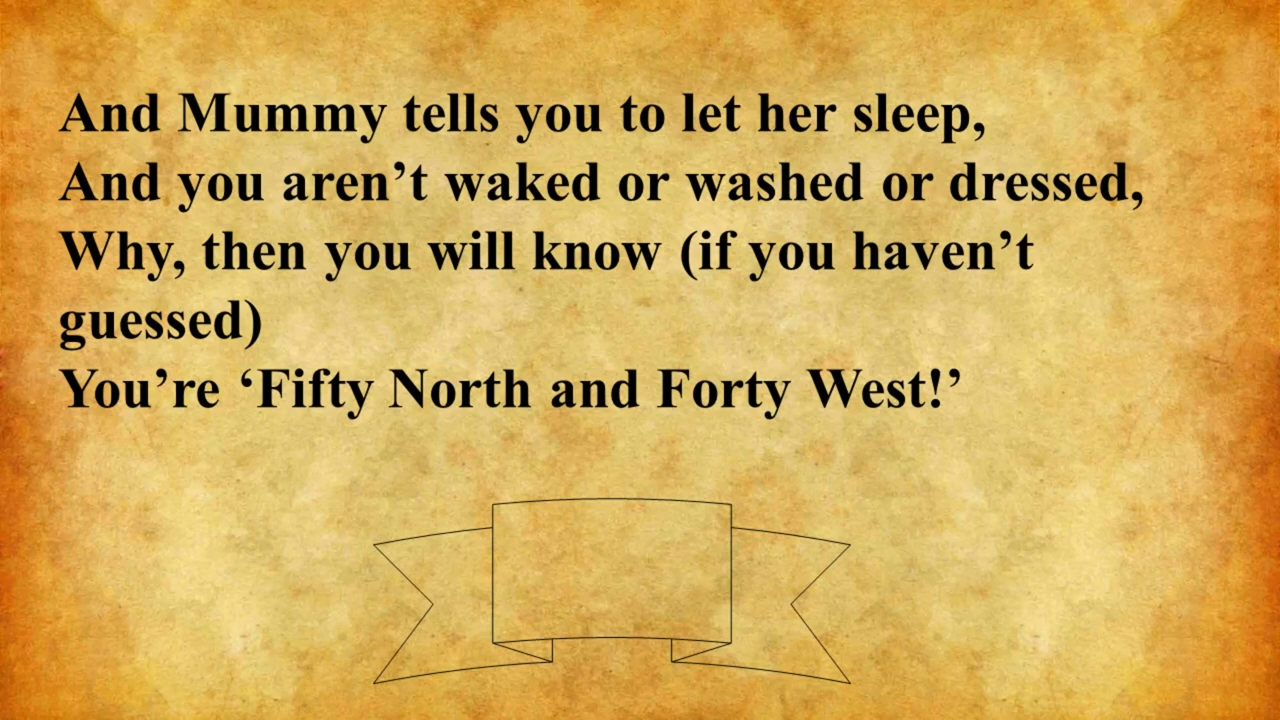 And Mummy tells you to let her sleep,
And you aren’t waked or washed or dressed,
Why, then you will know (if you haven’t
guessed)
You’re ‘Fifty North and Forty West!’